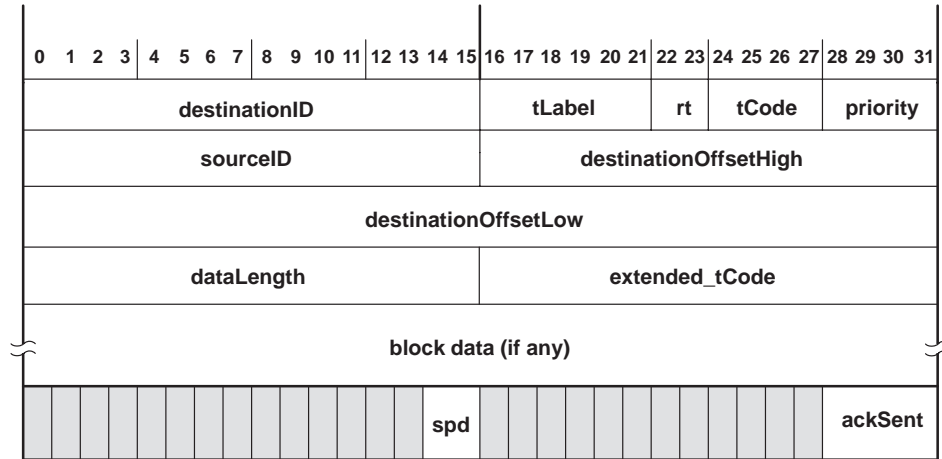 0 1 2 3 4 5 6 7 8 9 10 11 12 13 14 15 16 17 18 19 20 21 22 23 24 25 26 27 28 29 30 31
destinationID tLabel rt tCode priority
sourceID destinationOffsetHigh
destinationOffsetLow
dataLength extended_tCode
block data (if any)
spd ackSent